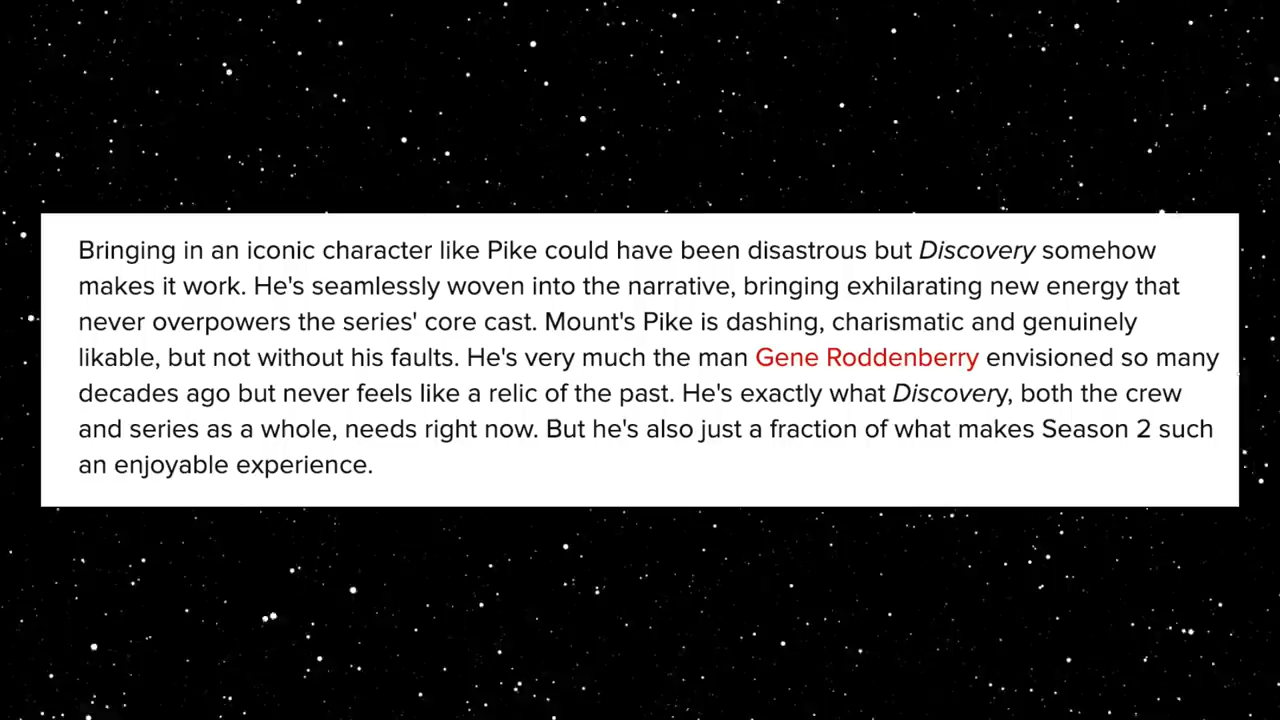 Bringing in an iconic character like Pike could have been disastrous but Discovery somehow
makes it work. He's seamlessly woven into the narrative, bringing exhilarating new energy that
never overpowers the series' core cast. Mount's Pike is dashing, charismatic and genuinely
likable, but not without his faults. He's very much the man Gene Roddenberry envisioned so many
decades ago but never feels like a relic of the past. He's exactly what Discovery, both the crew
and series as a whole, needs right now. But he's also just a fraction of what makes Season 2 such
an enjoyable experience.